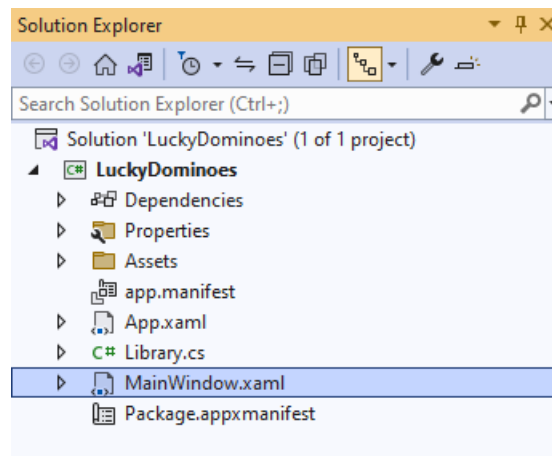 Solution Explorer
Search Solution Explorer (Ctrl+;)
Solution 'LuckyDominoes' (1 of 1 project)
C# LuckyDominoes
Dependencies
Properties
Assets
app.manifest
App.xaml
C# Library.cs
MainWindow.xaml
Package.appxmanifest